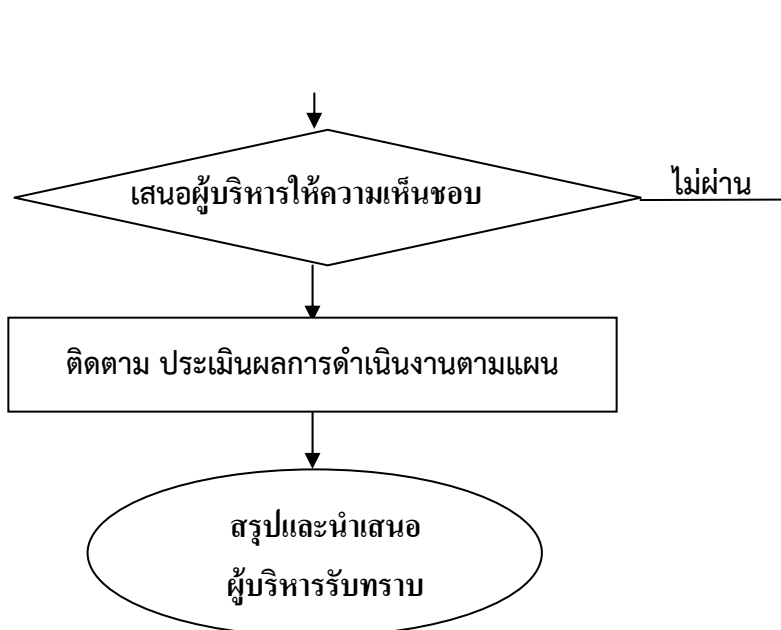 เสนอผู้บริหารให้ความเห็นชอบ
ไม่ผ่าน
ติดตาม ประเมินผลการดำเนินงานตามแผน
สรุปและนำเสนอ
ผู้บริหารรับทราบ